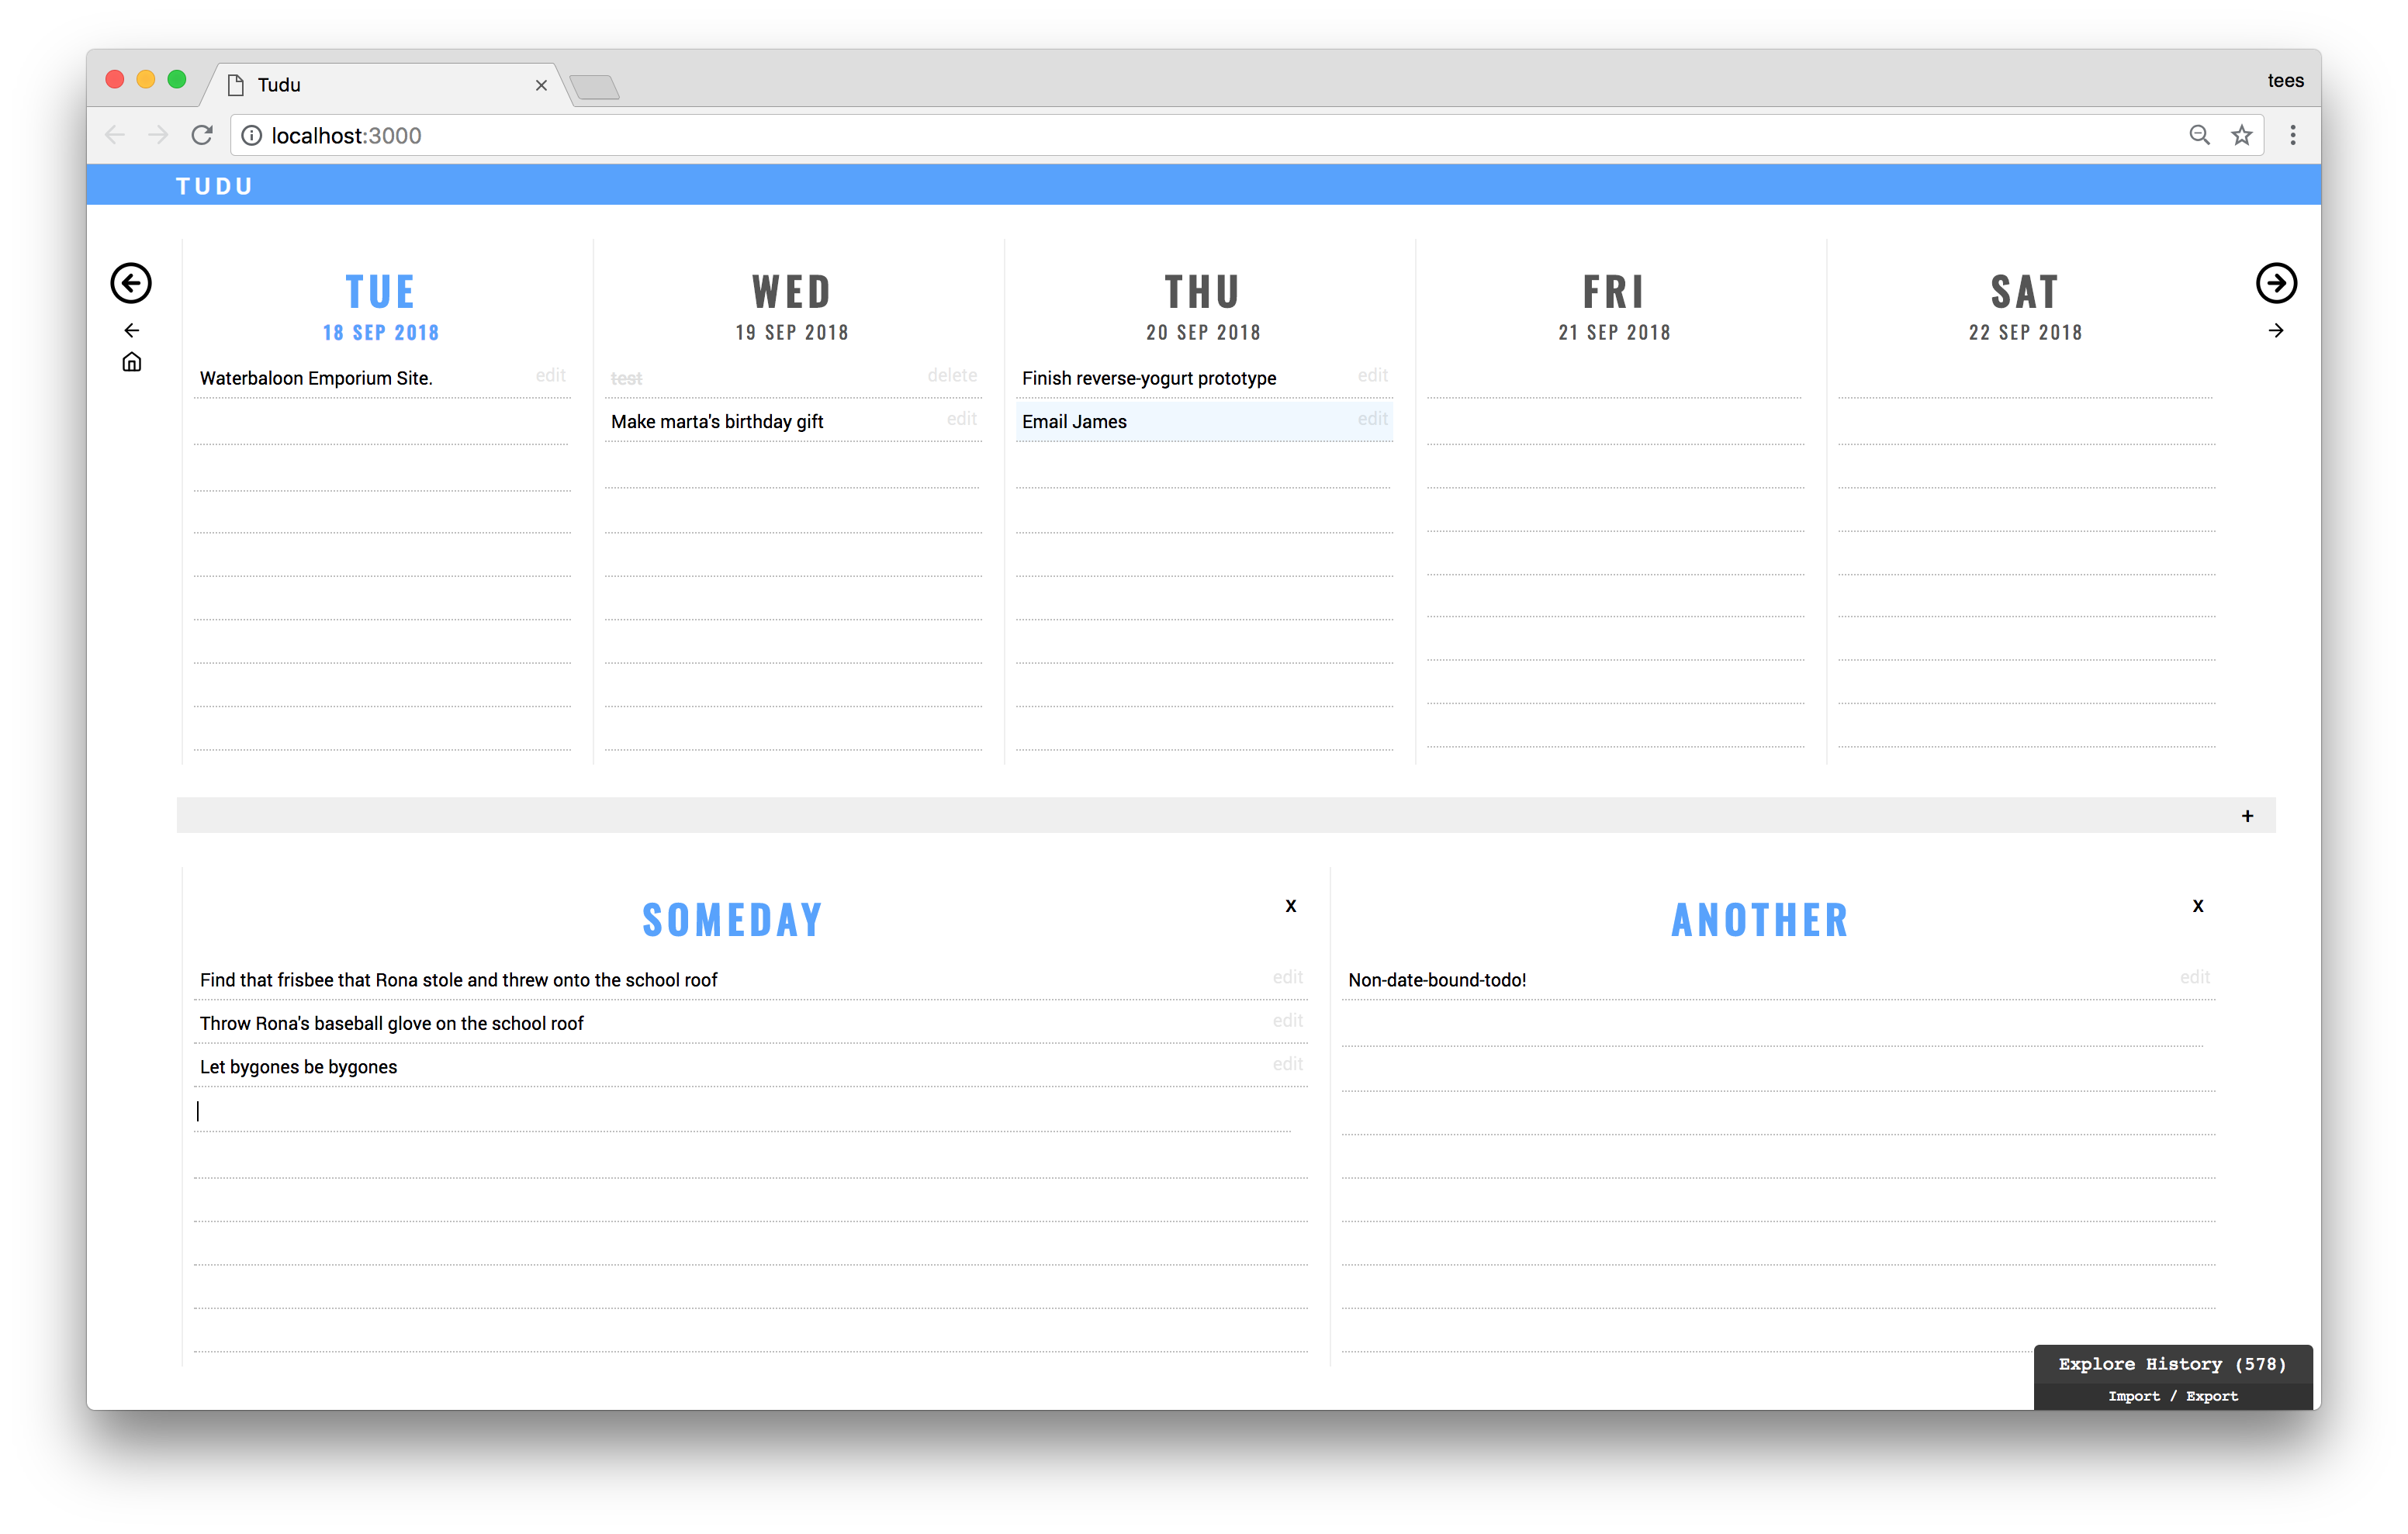 Tudu
tees
localhost:3000
TUDU
TUE
18 SEP 2018
Waterbaloon Emporium Site. edit
WED
19 SEP 2018
test delete
Make marta's birthday gift edit
THU
20 SEP 2018
Finish reverse-yogurt prototype edit
Email James edit
FRI
21 SEP 2018
SAT
22 SEP 2018
+
SOMEDAY X
Find that frisbee that Rona stole and threw onto the school roof edit
Throw Rona's baseball glove on the school roof edit
Let bygones be bygones edit
ANOTHER X
Non-date-bound-todo! edit
Explore History (578)
Import / Export